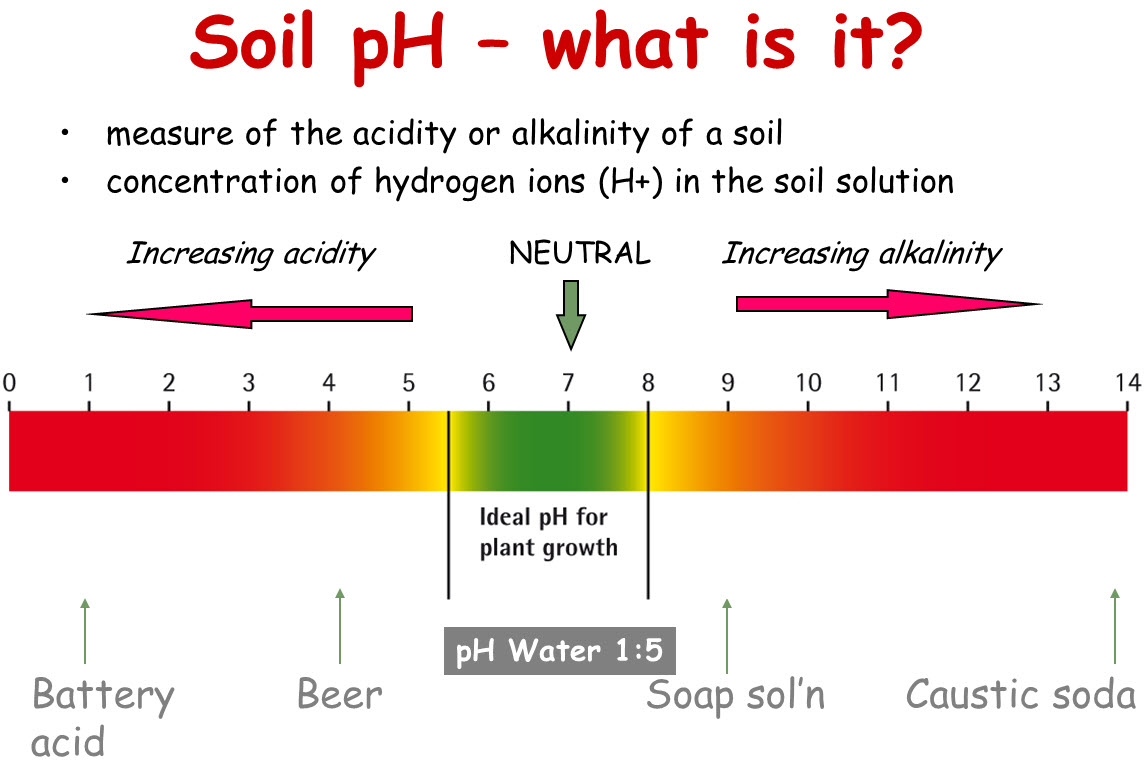 Soil pH – what is it?
• measure of the acidity or alkalinity of a soil
• concentration of hydrogen ions (H+) in the soil solution
Increasing acidity NEUTRAL Increasing alkalinity
0 1 2 3 4 5 6 7 8 9 10 11 12 13 14
Ideal pH for
plant growth
pH Water 1:5
Battery Beer Soap sol’n Caustic soda
acid